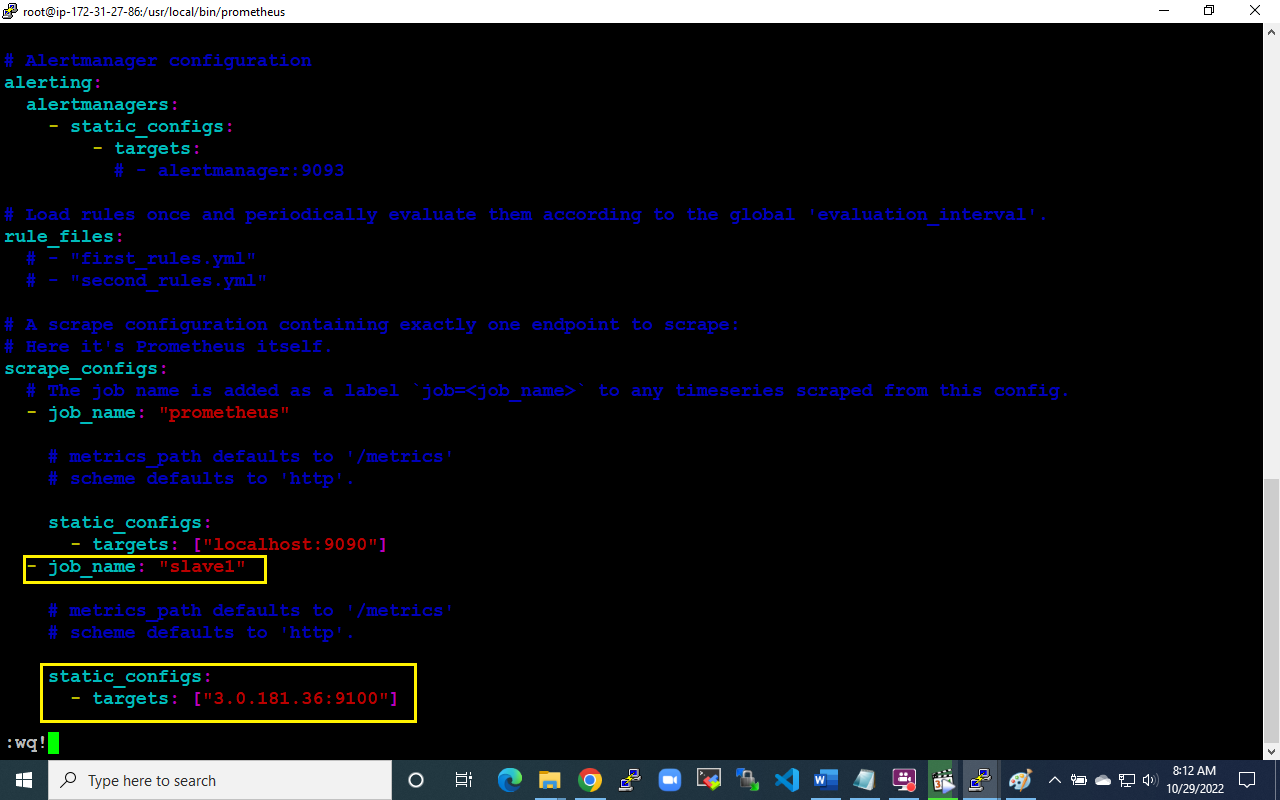 root@ip-172-31-27-86:/usr/local/bin/prometheus
# Alertmanager configuration
alerting:
  alertmanagers:
    - static_configs:
        - targets:
          # - alertmanager:9093
# Load rules once and periodically evaluate them according to the global 'evaluation_interval'.
rule_files:
  # - "first_rules.yml"
  # - "second_rules.yml"
# A scrape configuration containing exactly one endpoint to scrape:
# Here it's Prometheus itself.
scrape_configs:
  # The job name is added as a label `job=<job_name>` to any timeseries scraped from this config.
  - job_name: "prometheus"
    # metrics_path defaults to '/metrics'
    # scheme defaults to 'http'.
    static_configs:
      - targets: ["localhost:9090"]
  - job_name: "slave1"
    # metrics_path defaults to '/metrics'
    # scheme defaults to 'http'.
    static_configs:
      - targets: ["3.0.181.36:9100"]
:wq!
Type here to search
8:12 AM
10/29/2022